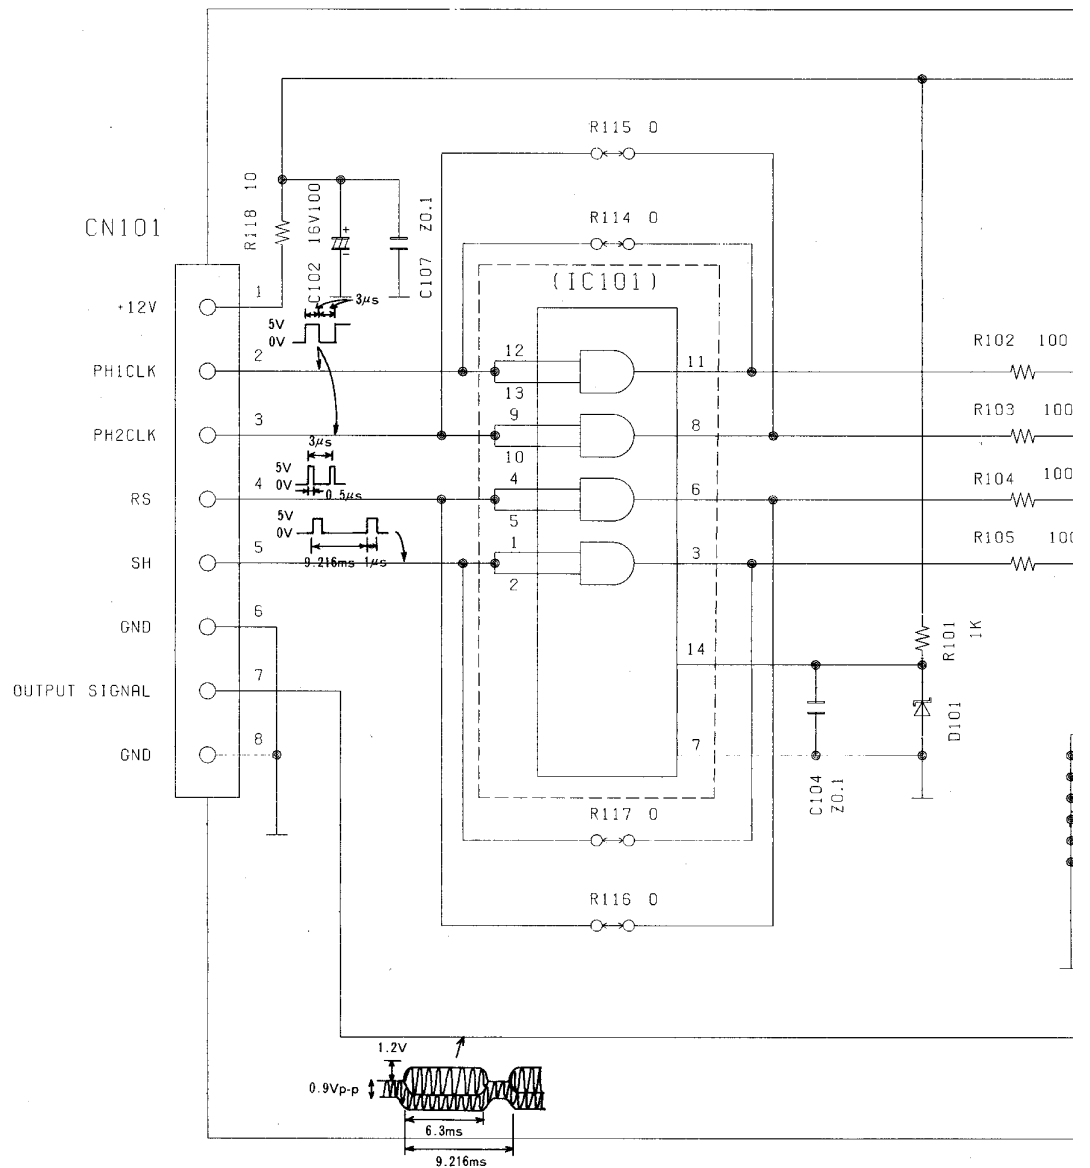 R115 0
R114 0
CN101
R118 10
C102 16V100
C107 Z0.1
(IC101)
+12V
1
3µs
5V
0V
PH1CLK
2
12
13
11
R102 100
PH2CLK
3
9
10
8
R103 100
3µs
5V
0V
0.5µs
RS
4
4
5
6
R104 100
5V
0V
9.216ms 1µs
SH
5
1
2
3
R105 100
GND
6
R101
1K
14
OUTPUT SIGNAL
7
D101
GND
8
7
C104
Z0.1
R117 0
R116 0
1.2V
0.9Vp-p
6.3ms
9.216ms